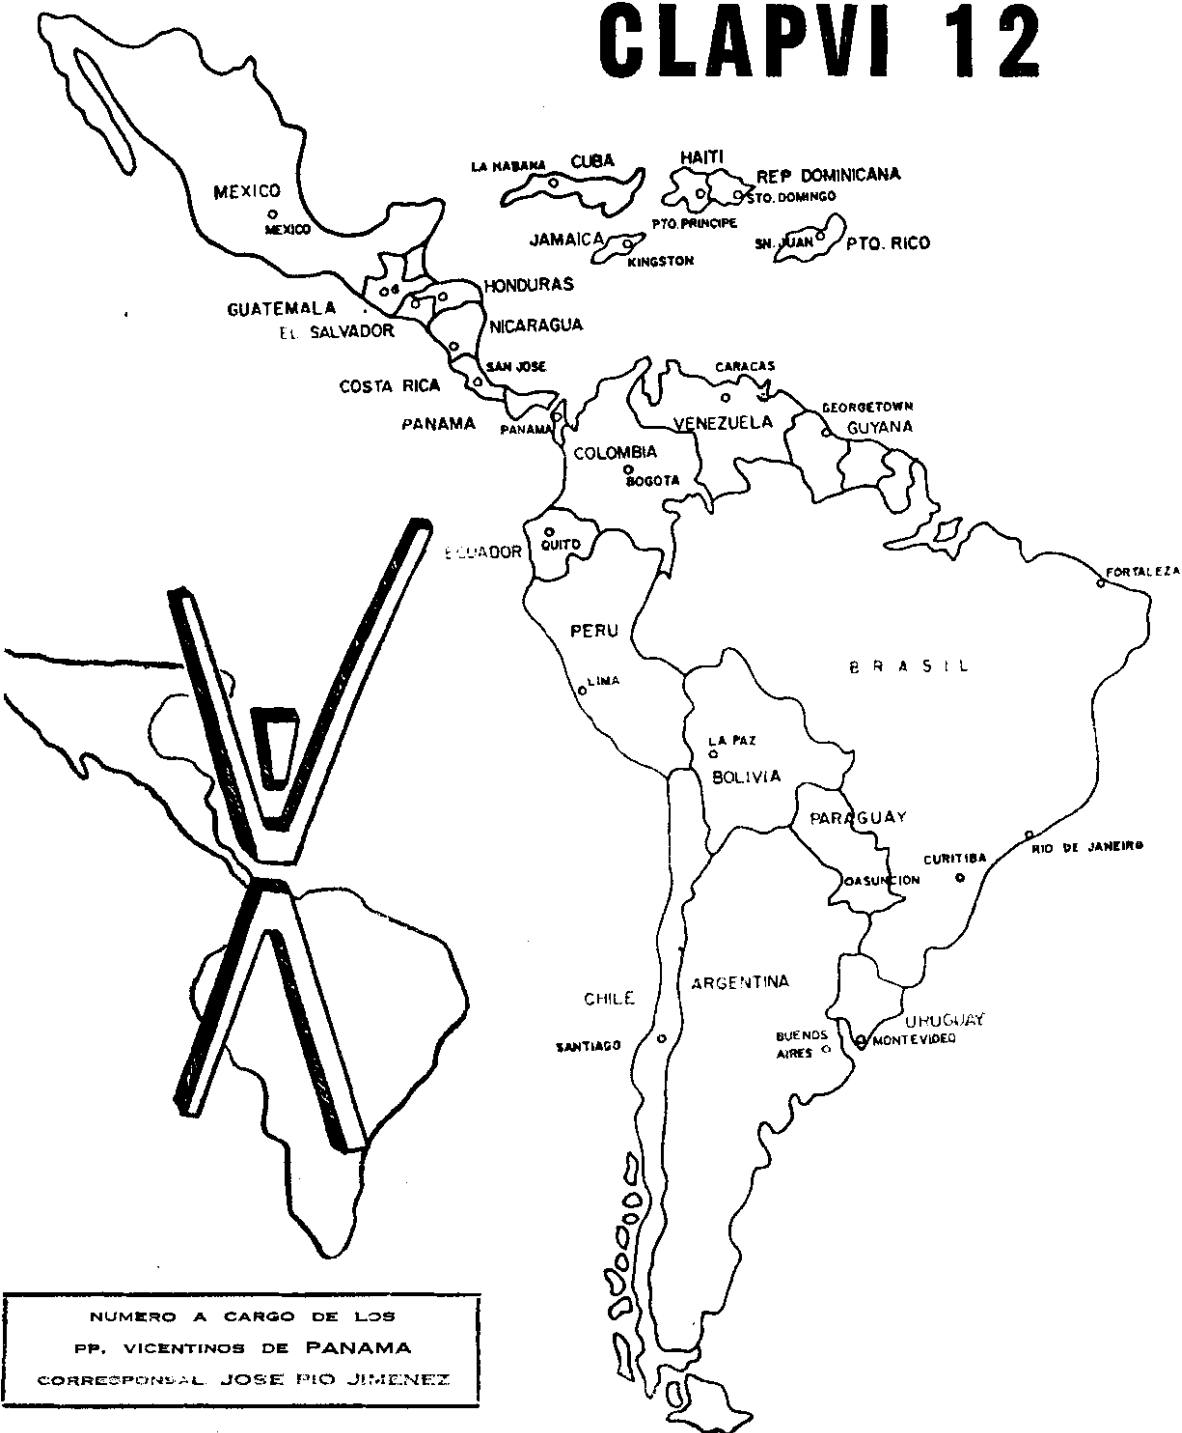 CLAPVI 12
LA HABANA
CUBA
HAITI
REP DOMINICANA
STO. DOMINGO
PTO. PRINCIPE
MEXICO
MEXICO
JAMAICA
KINGSTON
SN. JUAN
PTO. RICO
G
HONDURAS
GUATEMALA
EL SALVADOR
NICARAGUA
SAN JOSE
COSTA RICA
CARACAS
PANAMA
PANAMA
VENEZUELA
GEORGETOWN
GUYANA
COLOMBIA
BOGOTA
ECUADOR
QUITO
FORTALEZA
PERU
BRASIL
LIMA
LA PAZ
BOLIVIA
PARAGUAY
RIO DE JANEIRO
CURITIBA
ASUNCION
CHILE
ARGENTINA
URUGUAY
SANTIAGO
BUENOS
AIRES
MONTEVIDEO
NUMERO A CARGO DE LOS
PP. VICENTINOS DE PANAMA
CORRESPONSAL JOSE PIO JIMENEZ